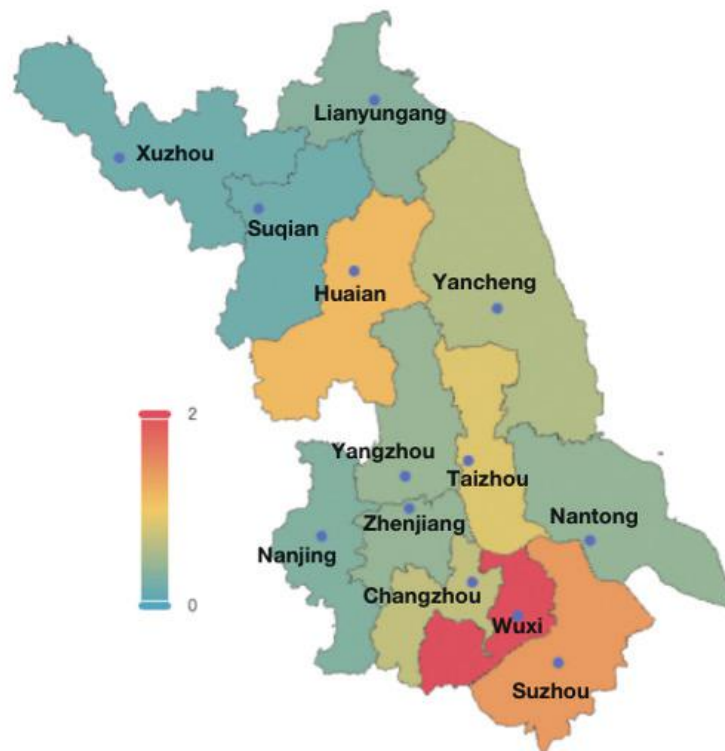 Lianyungang
Xuzhou
Suqian
Huaian
Yancheng
2
Yangzhou
Taizhou
Zhenjiang
Nantong
Nanjing
Changzhou
0
Wuxi
Suzhou